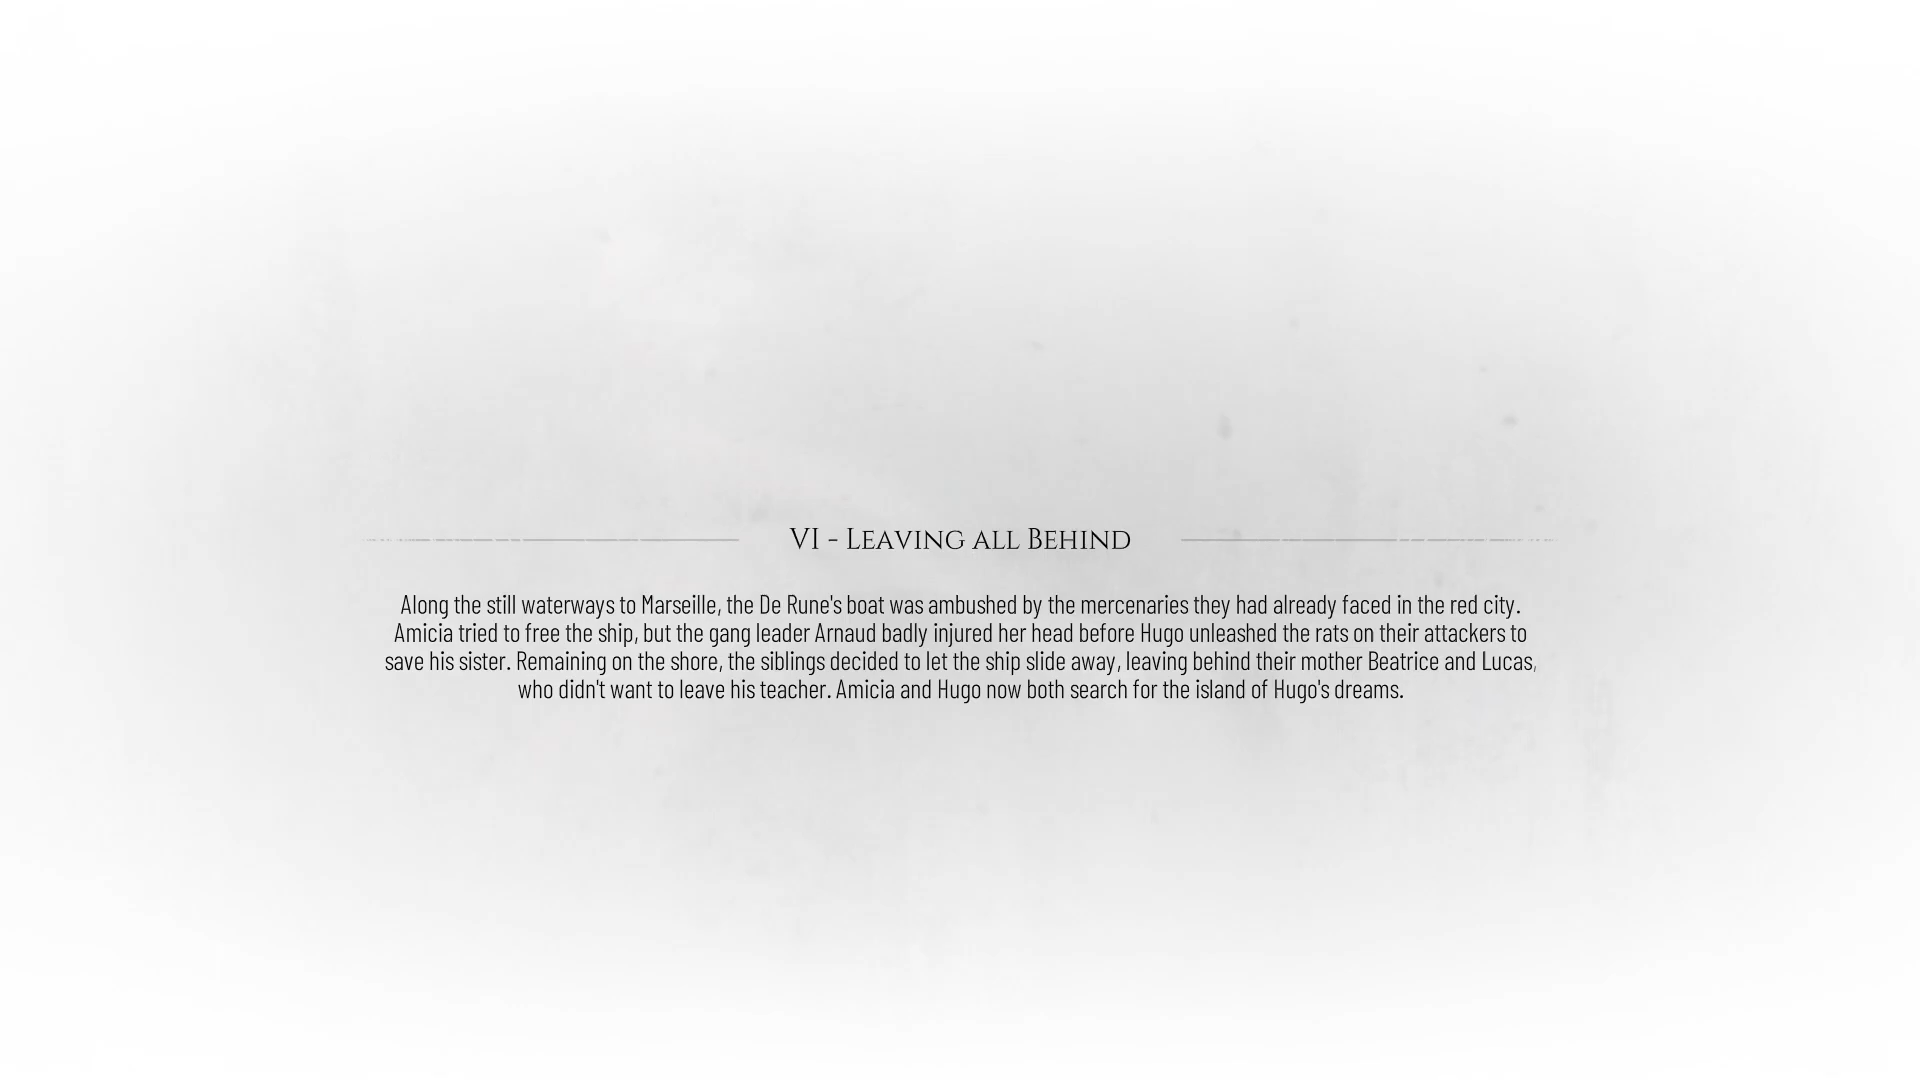 VI - Leaving all Behind
Along the still waterways to Marseille, the De Rune's boat was ambushed by the mercenaries they had already faced in the red city.
Amicia tried to free the ship, but the gang leader Arnaud badly injured her head before Hugo unleashed the rats on their attackers to
save his sister. Remaining on the shore, the siblings decided to let the ship slide away, leaving behind their mother Beatrice and Lucas,
who didn't want to leave his teacher. Amicia and Hugo now both search for the island of Hugo's dreams.